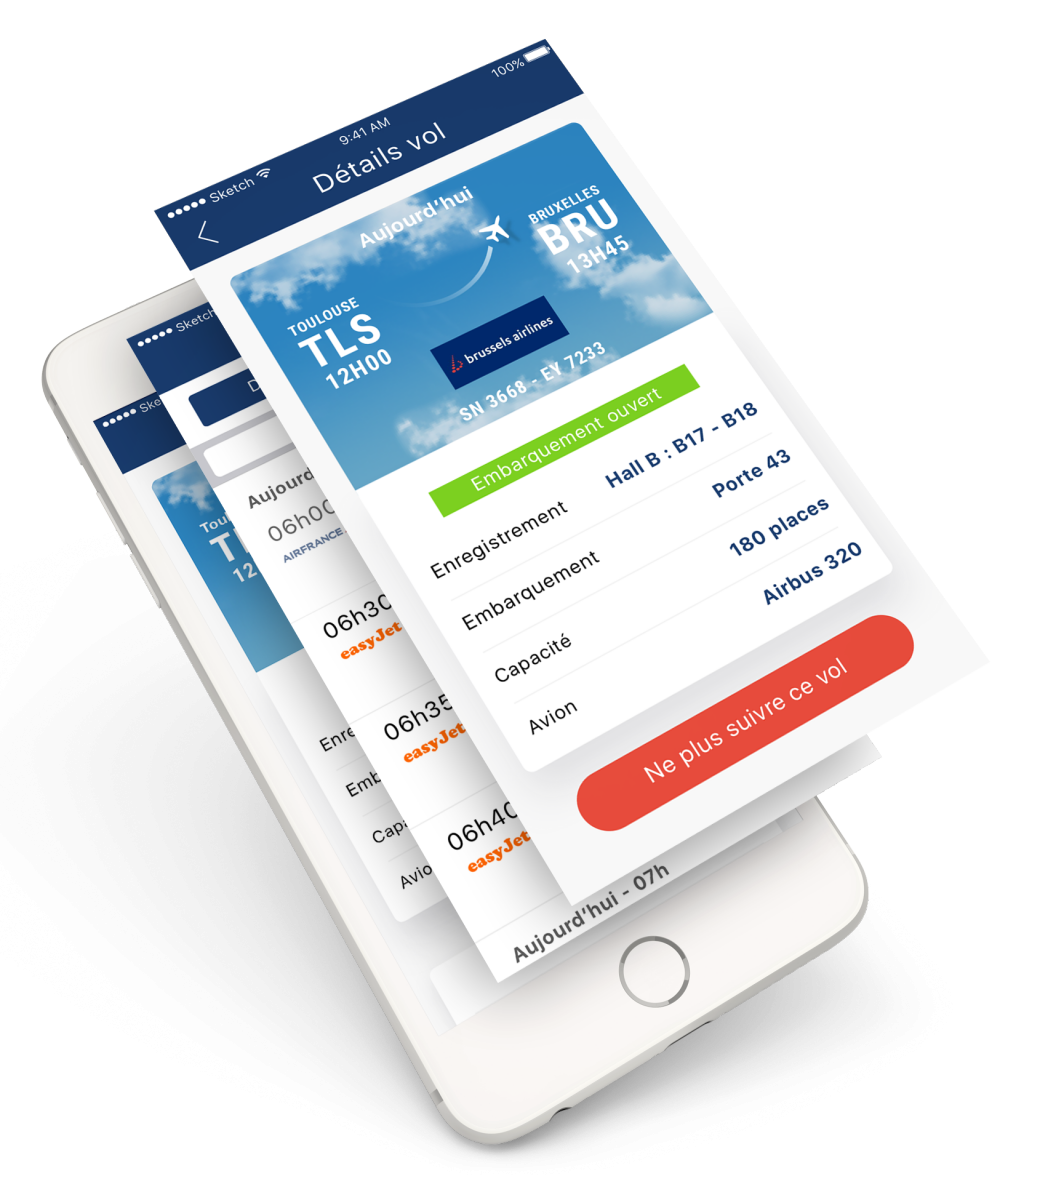 Sketch
9:41 AM
100%
Détails vol
Aujourd'hui
TOULOUSE
TLS
12H00
BRUXELLES
BRU
13H45
brussels airlines
SN 3668 - EY 7233
Embarquement ouvert
Enregistrement
Hall B : B17 - B18
Embarquement
Porte 43
Capacité
180 places
Avion
Airbus 320
Ne plus suivre ce vol
Sketch
D
Aujourd
06h00
AIRFRANCE
06h30
easyJet
06h35
easyJet
06h40
easyJet
Aujourd'hui - 07h
Ske
Tou
TL
12
Enre
Emb
Capa
Avio